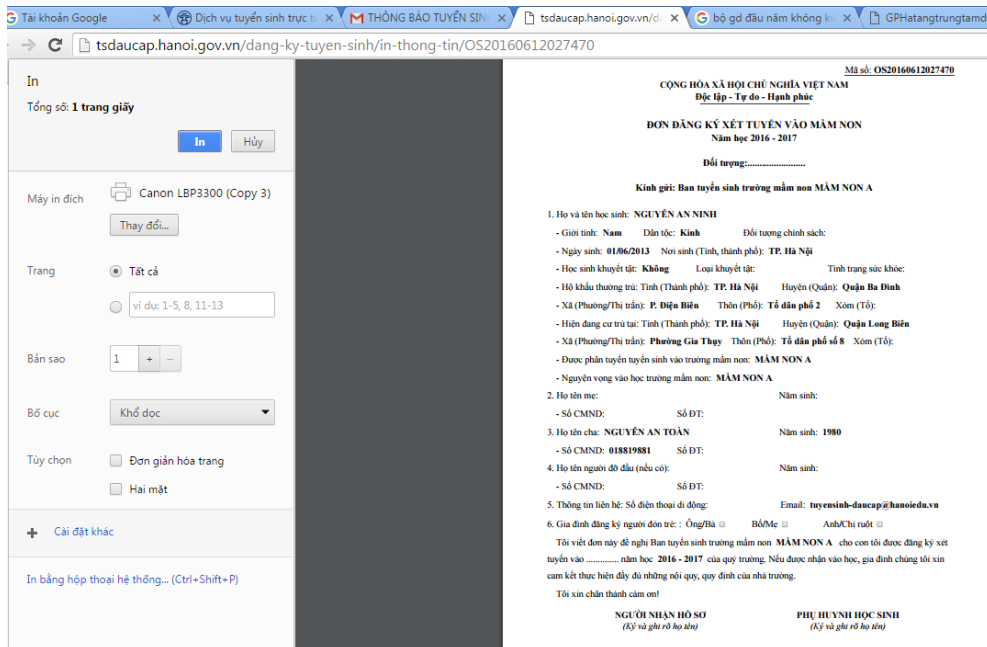 Tài khoản Google
Dịch vụ tuyển sinh trực tu
THÔNG BÁO TUYỂN SIN
tsdaucap.hanoi.gov.vn/d
bộ gd đầu năm không
GPHatangtrungtamd
tsdaucap.hanoi.gov.vn/dang-ky-tuyen-sinh/in-thong-tin/OS20160612027470
In
Tổng số: 1 trang giấy
In
Hủy
Máy in đích
Canon LBP3300 (Copy 3)
Thay đổi...
Trang
Tất cả
ví dụ: 1-5, 8, 11-13
Bản sao
1
+
−
Bố cục
Khổ dọc
Tùy chọn
Đơn giản hóa trang
Hai mặt
+ Cài đặt khác
In bằng hộp thoại hệ thống... (Ctrl+Shift+P)
Mã số: OS20160612027470
CỘNG HÒA XÃ HỘI CHỦ NGHĨA VIỆT NAM
Độc lập - Tự do - Hạnh phúc
ĐƠN ĐĂNG KÝ XÉT TUYỂN VÀO MÀM NON
Năm học 2016 - 2017
Đối tượng:........................
Kính gửi: Ban tuyển sinh trường mầm non MÀM NON A
1. Họ và tên học sinh: NGUYỄN AN NINH
- Giới tính: Nam Dân tộc: Kinh Đối tượng chính sách:
- Ngày sinh: 01/06/2013 Nơi sinh (Tỉnh, thành phố): TP. Hà Nội
- Học sinh khuyết tật: Không Loại khuyết tật: Tình trạng sức khỏe:
- Hộ khẩu thường trú: Tỉnh (Thành phố): TP. Hà Nội Huyện (Quận): Quận Ba Đình
- Xã (Phường/Thị trấn): P. Điện Biên Thôn (Phố): Tổ dân phố 2 Xóm (Tổ):
- Hiện đang cư trú tại: Tỉnh (Thành phố): TP. Hà Nội Huyện (Quận): Quận Long Biên
- Xã (Phường/Thị trấn): Phường Gia Thụy Thôn (Phố): Tổ dân phố số 8 Xóm (Tổ):
- Được phân tuyến tuyển sinh vào trường mầm non: MÀM NON A
- Nguyện vọng vào học trường mầm non: MÀM NON A
2. Họ tên mẹ: Năm sinh:
- Số CMND: Số ĐT:
3. Họ tên cha: NGUYỄN AN TOÀN Năm sinh: 1980
- Số CMND: 018819881 Số ĐT:
4. Họ tên người đỡ đầu (nếu có): Năm sinh:
- Số CMND: Số ĐT:
5. Thông tin liên hệ: Số điện thoại di động: Email: tuyensinh-daucap@hanoiedu.vn
6. Gia đình đăng ký người đón trẻ: : Ông/Bà Bố/Mẹ Anh/Chị ruột
Tôi viết đơn này đề nghị Ban tuyển sinh trường mầm non MÀM NON A cho con tôi được đăng ký xét
tuyển vào .............. năm học 2016 - 2017 của quý trường. Nếu được nhận vào học, gia đình chúng tôi xin
cam kết thực hiện đầy đủ những nội quy, quy định của nhà trường.
Tôi xin chân thành cảm ơn!
NGƯỜI NHẬN HỒ SƠ PHỤ HUYNH HỌC SINH
(Ký và ghi rõ họ tên) (Ký và ghi rõ họ tên)